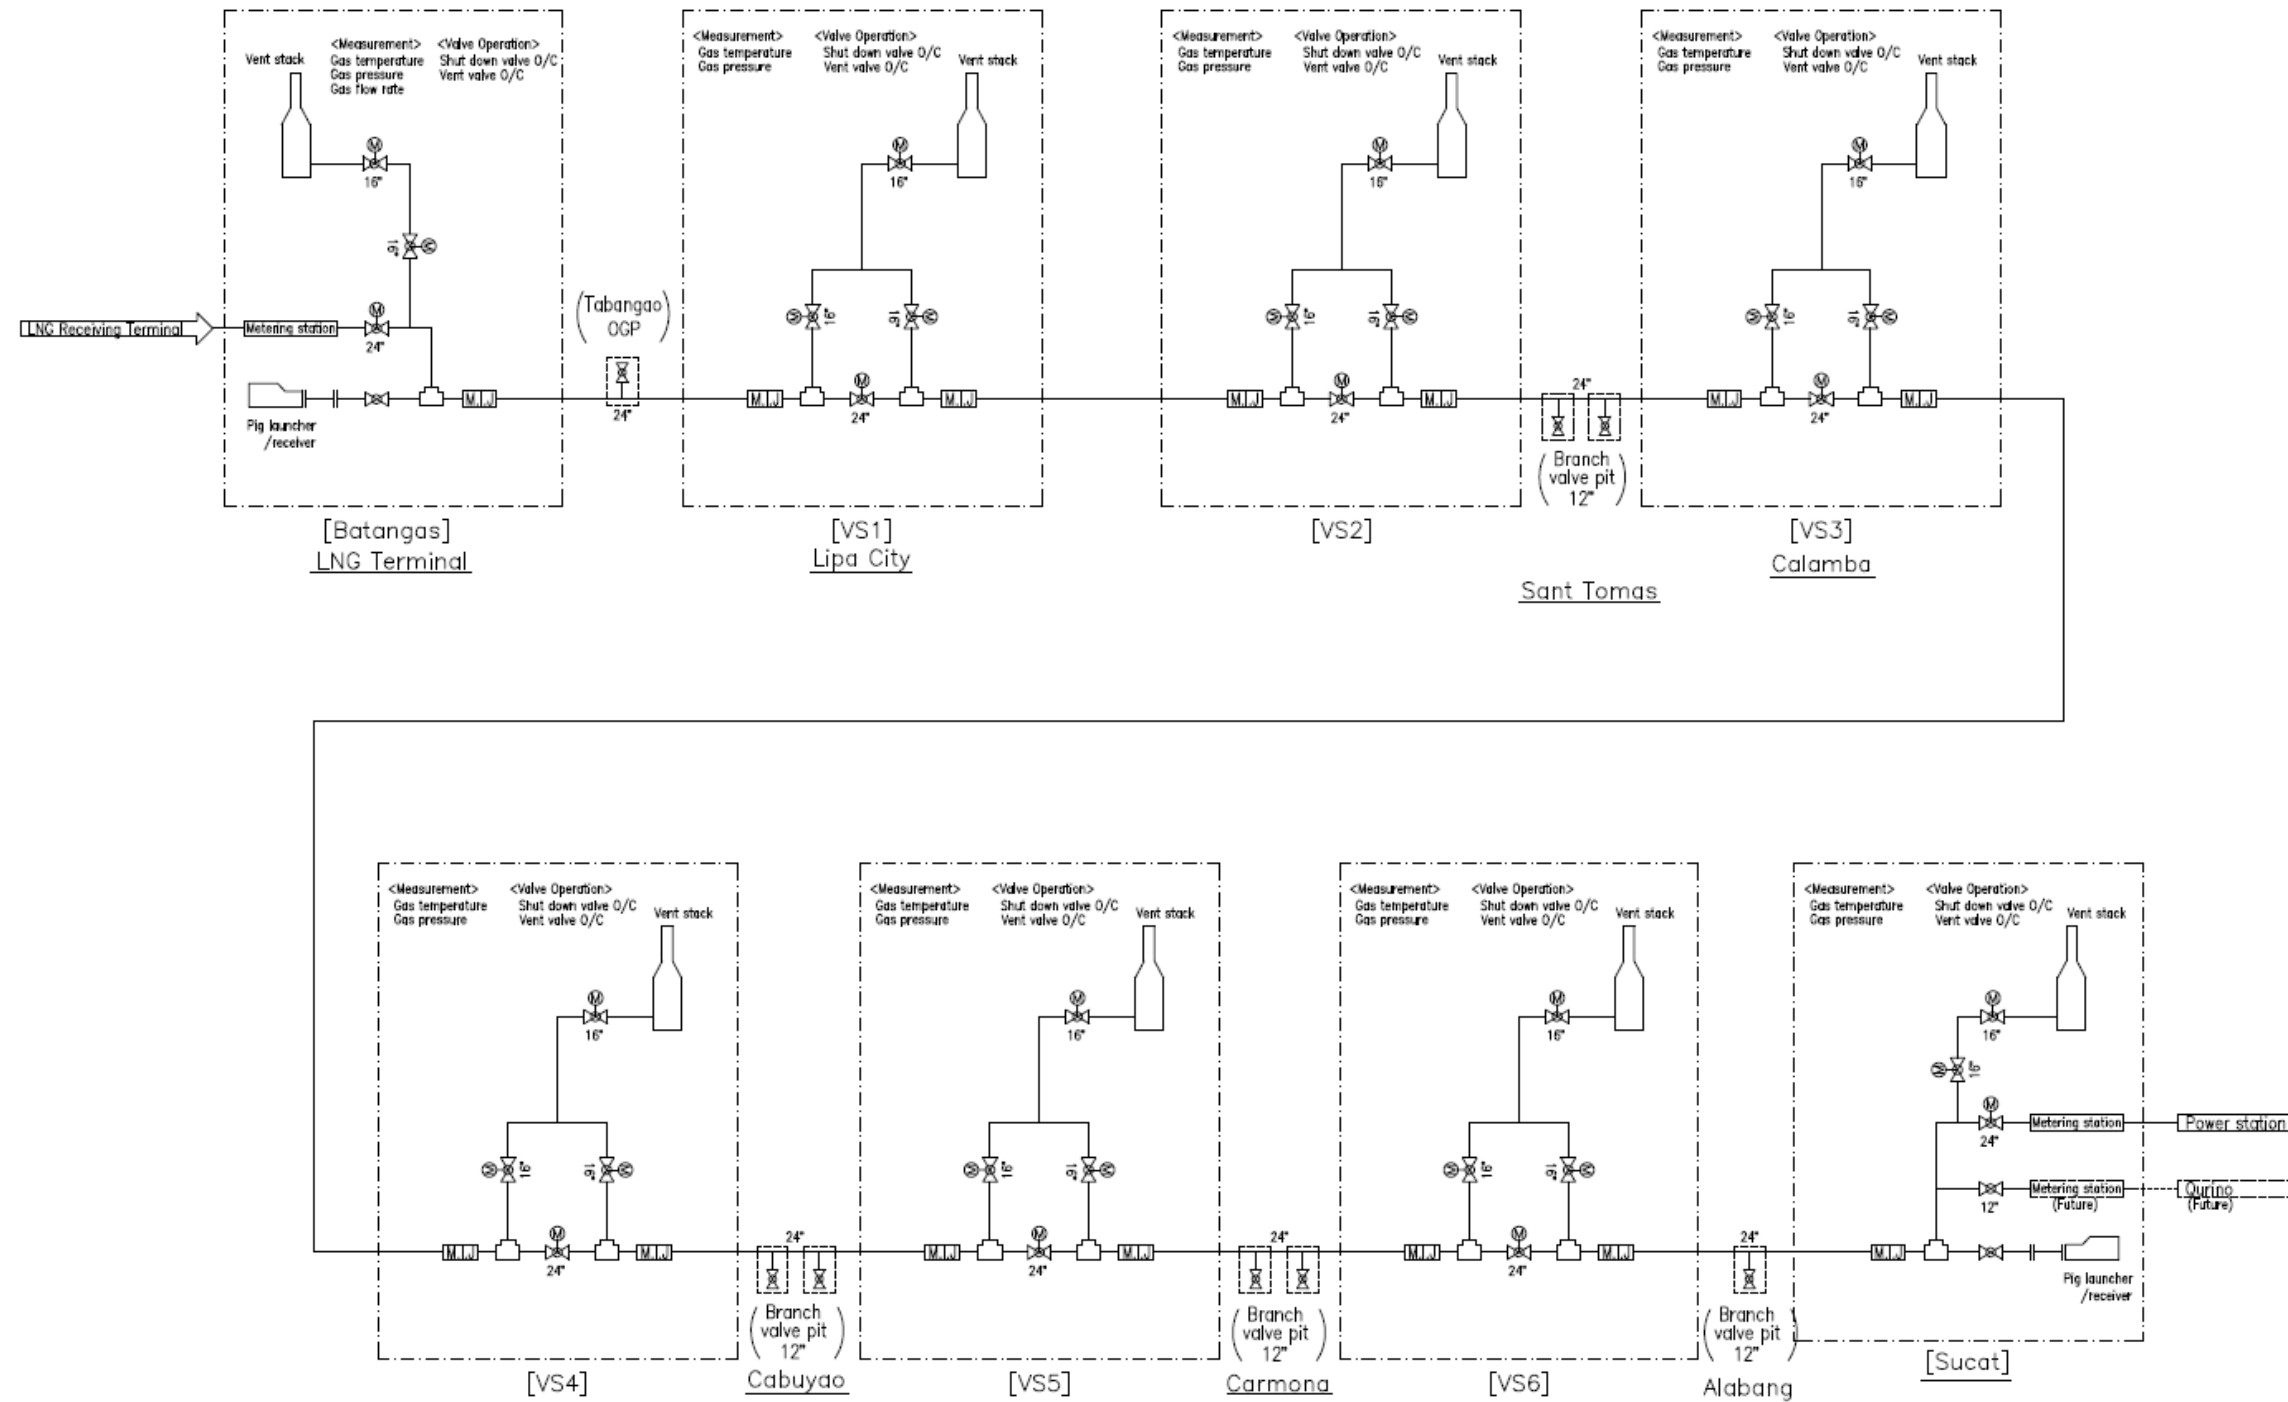 Vent stack
<Measurement>
Gas temperature
Gas pressure
Gas flow rate
<Valve Operation>
Shut down valve O/C
Vent valve O/C
M
16"
16"
M
LNG Receiving Terminal
Metering station
M
24"
Pig launcher
/receiver
M.I.J
[Batangas]
LNG Terminal
(Tabangao
OGP)
24"
<Measurement>
Gas temperature
Gas pressure
<Valve Operation>
Shut down valve O/C
Vent valve O/C
Vent stack
M
16"
M
16"
16"
M
M.I.J
M
24"
M.I.J
[VS1]
Lipa City
<Measurement>
Gas temperature
Gas pressure
<Valve Operation>
Shut down valve O/C
Vent valve O/C
Vent stack
M
16"
M
16"
16"
M
M.I.J
M
24"
M.I.J
[VS2]
24"
(Branch
valve pit
12")
Sant Tomas
<Measurement>
Gas temperature
Gas pressure
<Valve Operation>
Shut down valve O/C
Vent valve O/C
Vent stack
M
16"
M
16"
16"
M
M.I.J
M
24"
M.I.J
[VS3]
Calamba
<Measurement>
Gas temperature
Gas pressure
<Valve Operation>
Shut down valve O/C
Vent valve O/C
Vent stack
M
16"
M
16"
16"
M
M.I.J
M
24"
M.I.J
[VS4]
24"
(Branch
valve pit
12")
Cabuyao
<Measurement>
Gas temperature
Gas pressure
<Valve Operation>
Shut down valve O/C
Vent valve O/C
Vent stack
M
16"
M
16"
16"
M
M.I.J
M
24"
M.I.J
[VS5]
24"
(Branch
valve pit
12")
Carmona
<Measurement>
Gas temperature
Gas pressure
<Valve Operation>
Shut down valve O/C
Vent valve O/C
Vent stack
M
16"
M
16"
16"
M
M.I.J
M
24"
M.I.J
[VS6]
24"
(Branch
valve pit
12")
Alabang
<Measurement>
Gas temperature
Gas pressure
<Valve Operation>
Shut down valve O/C
Vent valve O/C
Vent stack
M
16"
M
16"
M
24"
Metering station
Power station
12"
Metering station
(Future)
Qurino
(Future)
M.I.J
Pig launcher
/receiver
[Sucat]